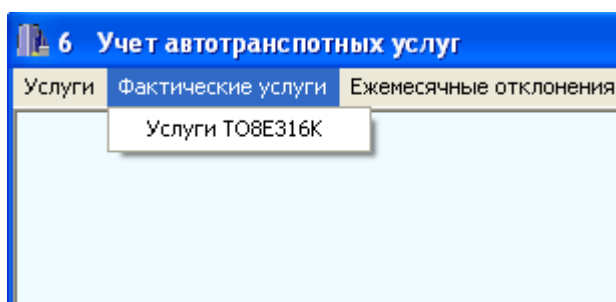 6 Учет автотранспотных услуг
Услуги Фактические услуги Ежемесячные отклонения
Услуги ТО8Е316К